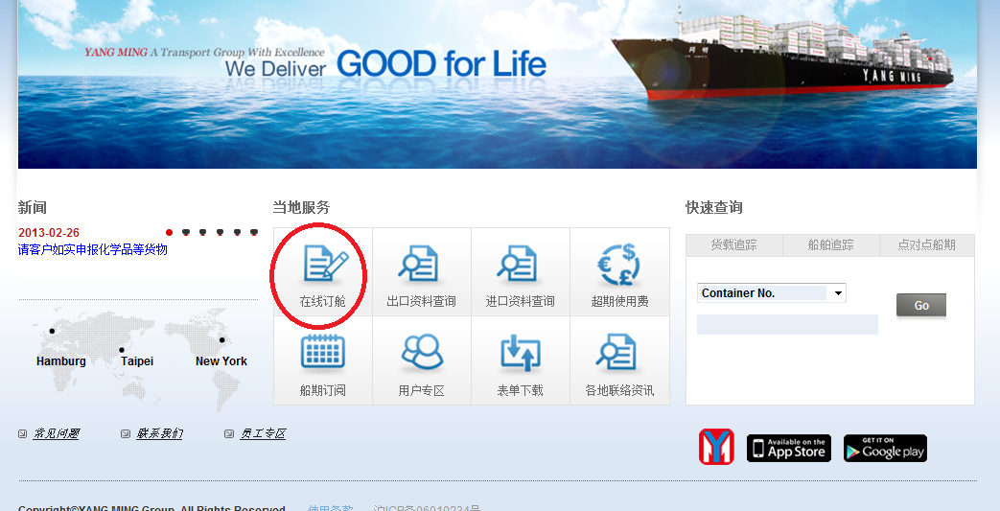 YANG MING A Transport Group With Excellence
We Deliver GOOD for Life
YANG MING
新闻
2013-02-26
请客户如实申报化学品等货物
Hamburg Taipei New York
当地服务
在线订舱 出口资料查询 进口资料查询 超期使用费
船期订阅 用户专区 表单下载 各地联络资讯
快速查询
货载追踪 船舶追踪 点对点船期
Container No.
Go
常见问题 联系我们 员工专区
Available on the
App Store
GET IT ON
Google play
Copyright©YANG MING Group. All Rights Reserved. 使用条款 沪ICP备06010234号